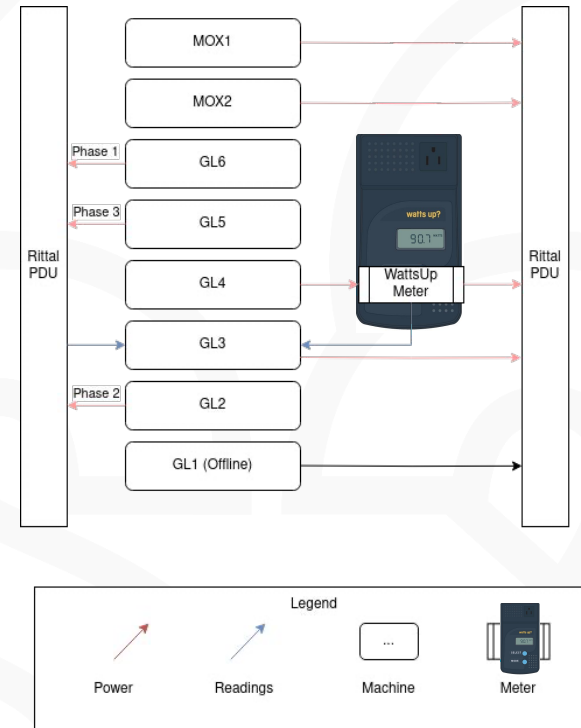 MOX1
MOX2
Phase 1
GL6
watts up?
90.7
Phase 3
GL5
Rittal
PDU
GL4
WattsUp
Meter
Rittal
PDU
GL3
Phase 2
GL2
GL1 (Offline)
Legend
...
Power
Readings
Machine
Meter